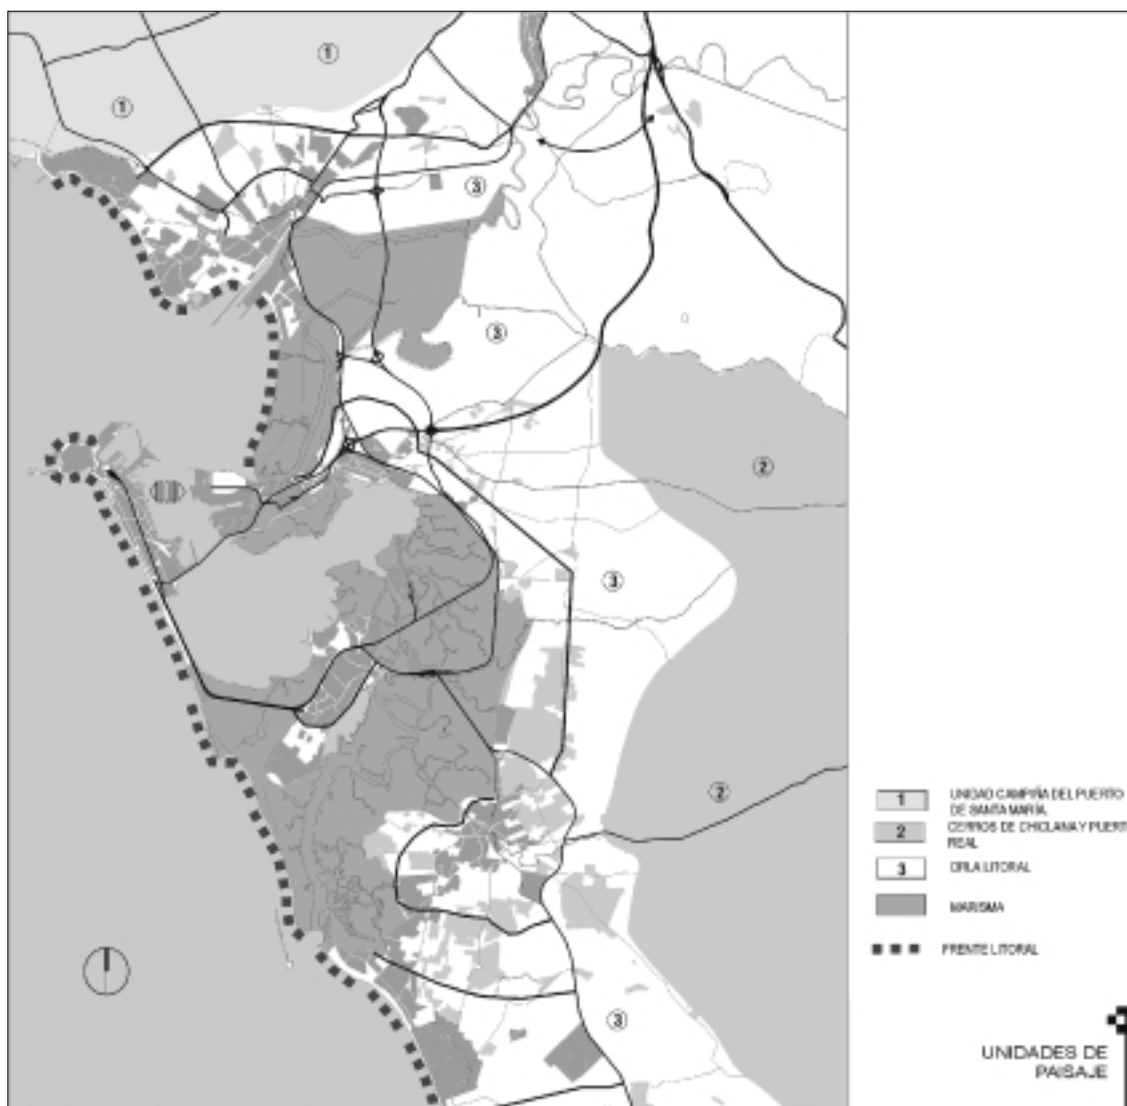 1
1
3
3
2
3
2
3
1 UNIDAD CAMPIÑA DEL PUERTO
DE SANTA MARÍA.
2 CERROS DE CHICLANA Y PUERT
REAL
3 ORLA LITORAL
MARISMA
FRENTE LITORAL
UNIDADES DE
PAISAJE